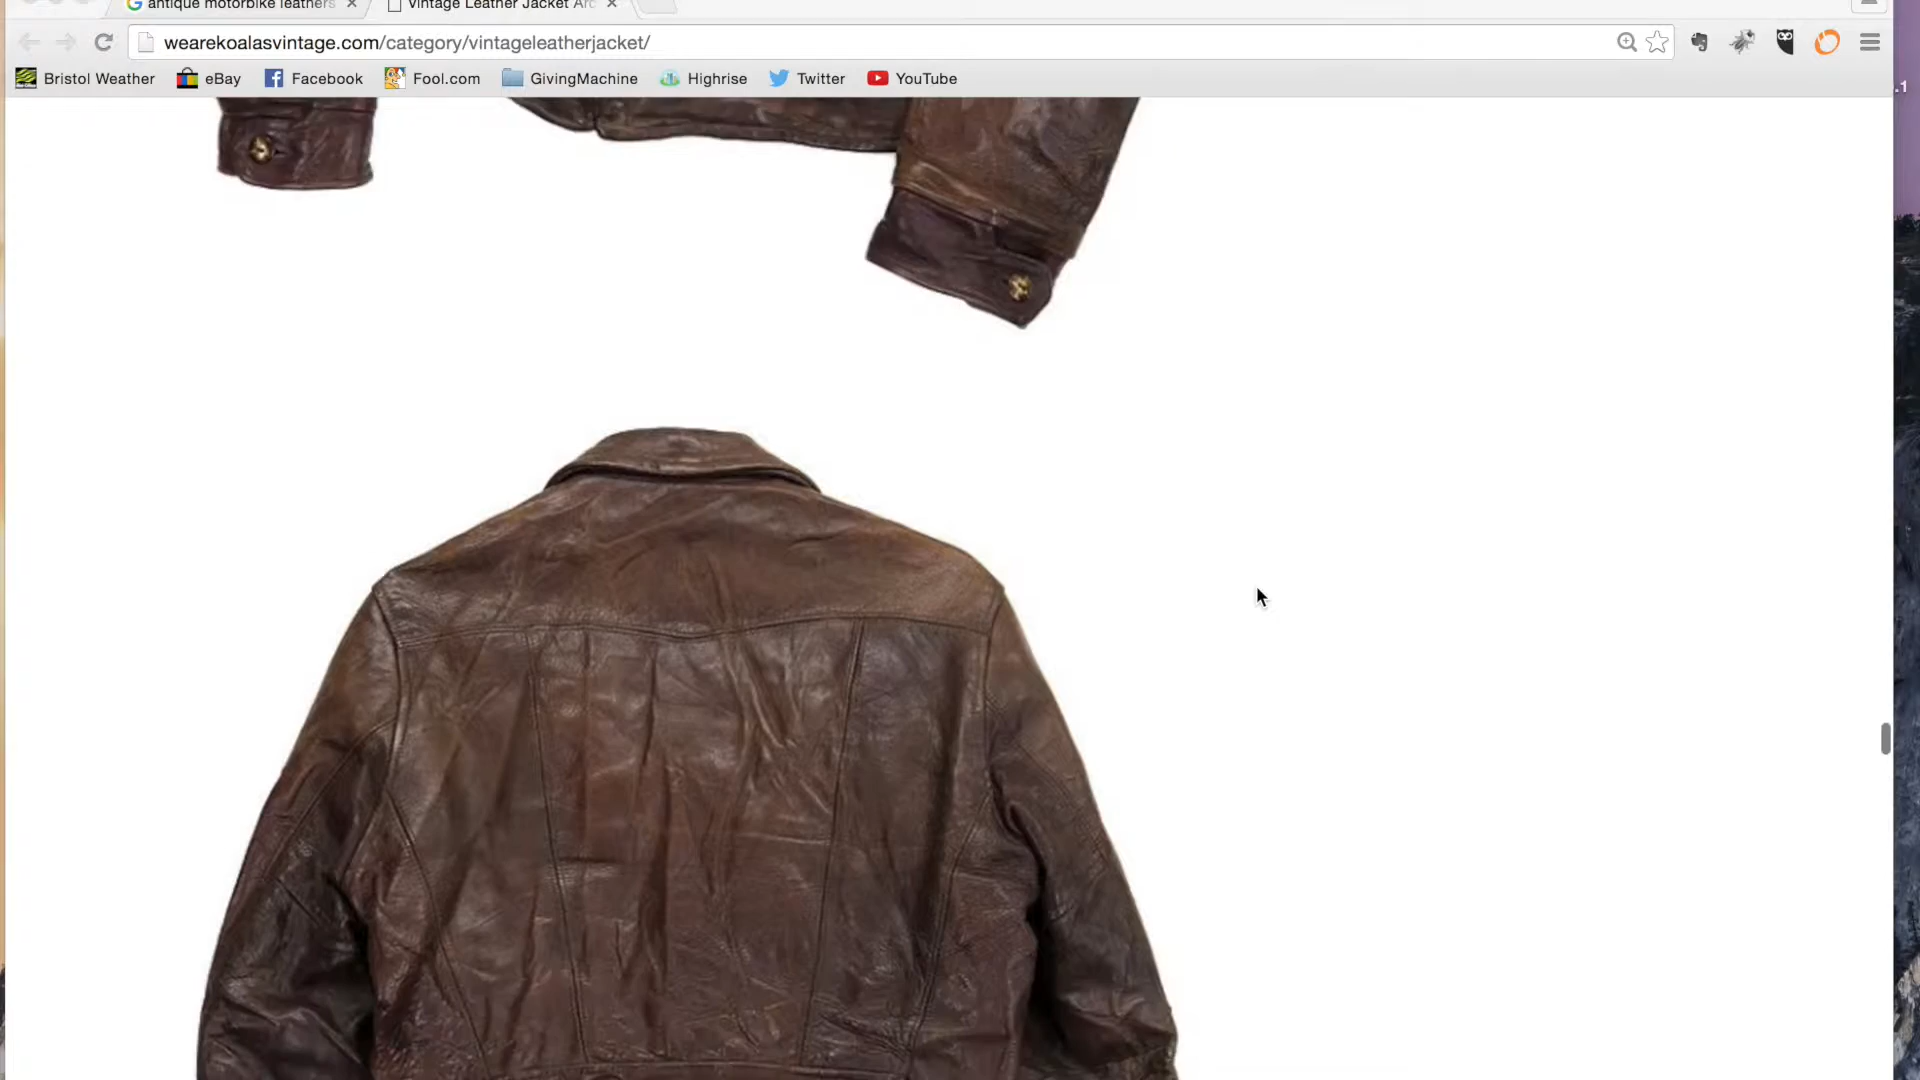 antique motorbike leathers
Vintage Leather Jacket Arc
wearekoalasvintage.com/category/vintageleatherjacket/
Bristol Weather eBay Facebook Fool.com GivingMachine Highrise Twitter YouTube
.1